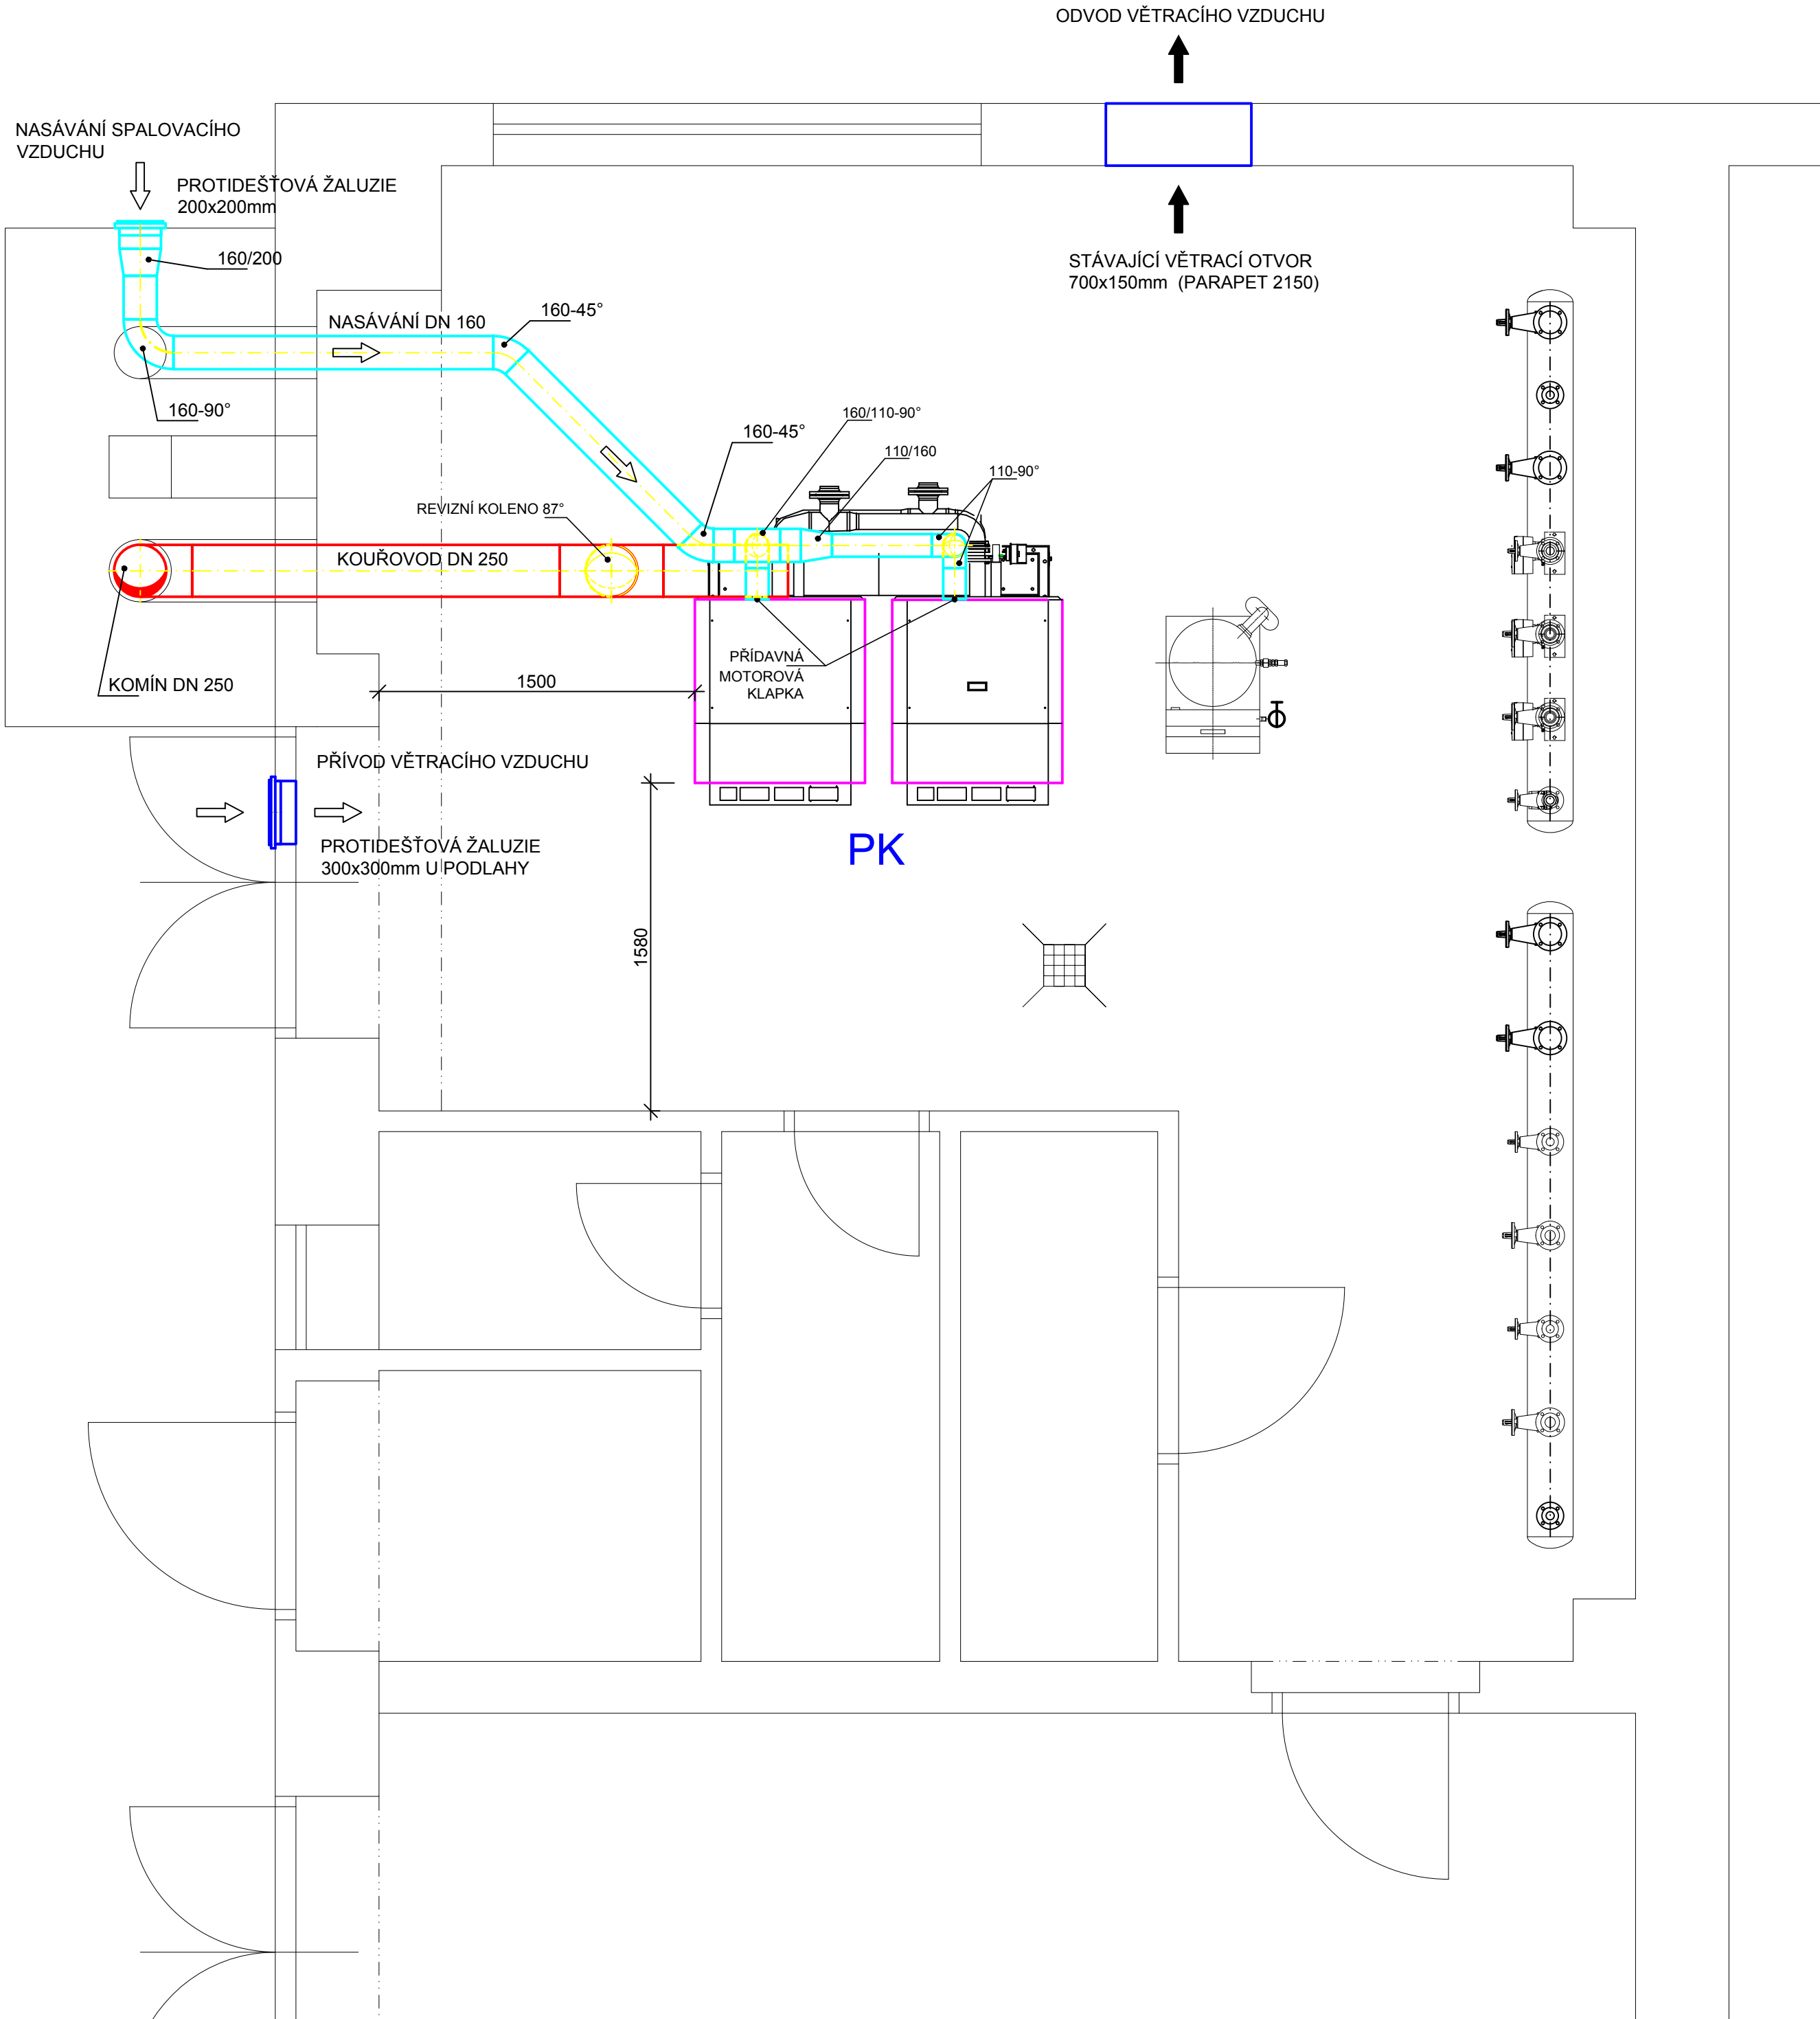 ODVOD VĚTRACÍHO VZDUCHU
NASÁVÁNÍ SPALOVACÍHO
VZDUCHU
PROTIDEŠŤOVÁ ŽALUZIE
200x200mm
160/200
STÁVAJÍCÍ VĚTRACÍ OTVOR
700x150mm (PARAPET 2150)
NASÁVÁNÍ DN 160
160-45°
160-90°
160/110-90°
160-45°
110/160
110-90°
REVIZNÍ KOLENO 87°
KOUŘOVOD DN 250
PŘÍDAVNÁ
MOTOROVÁ
KLAPKA
KOMÍN DN 250
1500
PŘÍVOD VĚTRACÍHO VZDUCHU
PROTIDEŠŤOVÁ ŽALUZIE
300x300mm U PODLAHY
PK
1580